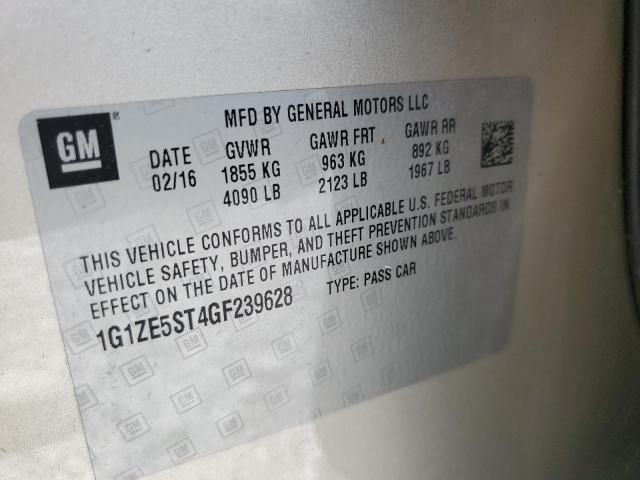 GM ®
MFD BY GENERAL MOTORS LLC
DATE GVWR GAWR FRT GAWR RR
02/16 1855 KG 963 KG 892 KG
4090 LB 2123 LB 1967 LB
THIS VEHICLE CONFORMS TO ALL APPLICABLE U.S. FEDERAL MOTOR
VEHICLE SAFETY, BUMPER, AND THEFT PREVENTION STANDARDS IN
EFFECT ON THE DATE OF MANUFACTURE SHOWN ABOVE.
1G1ZE5ST4GF239628 TYPE: PASS CAR